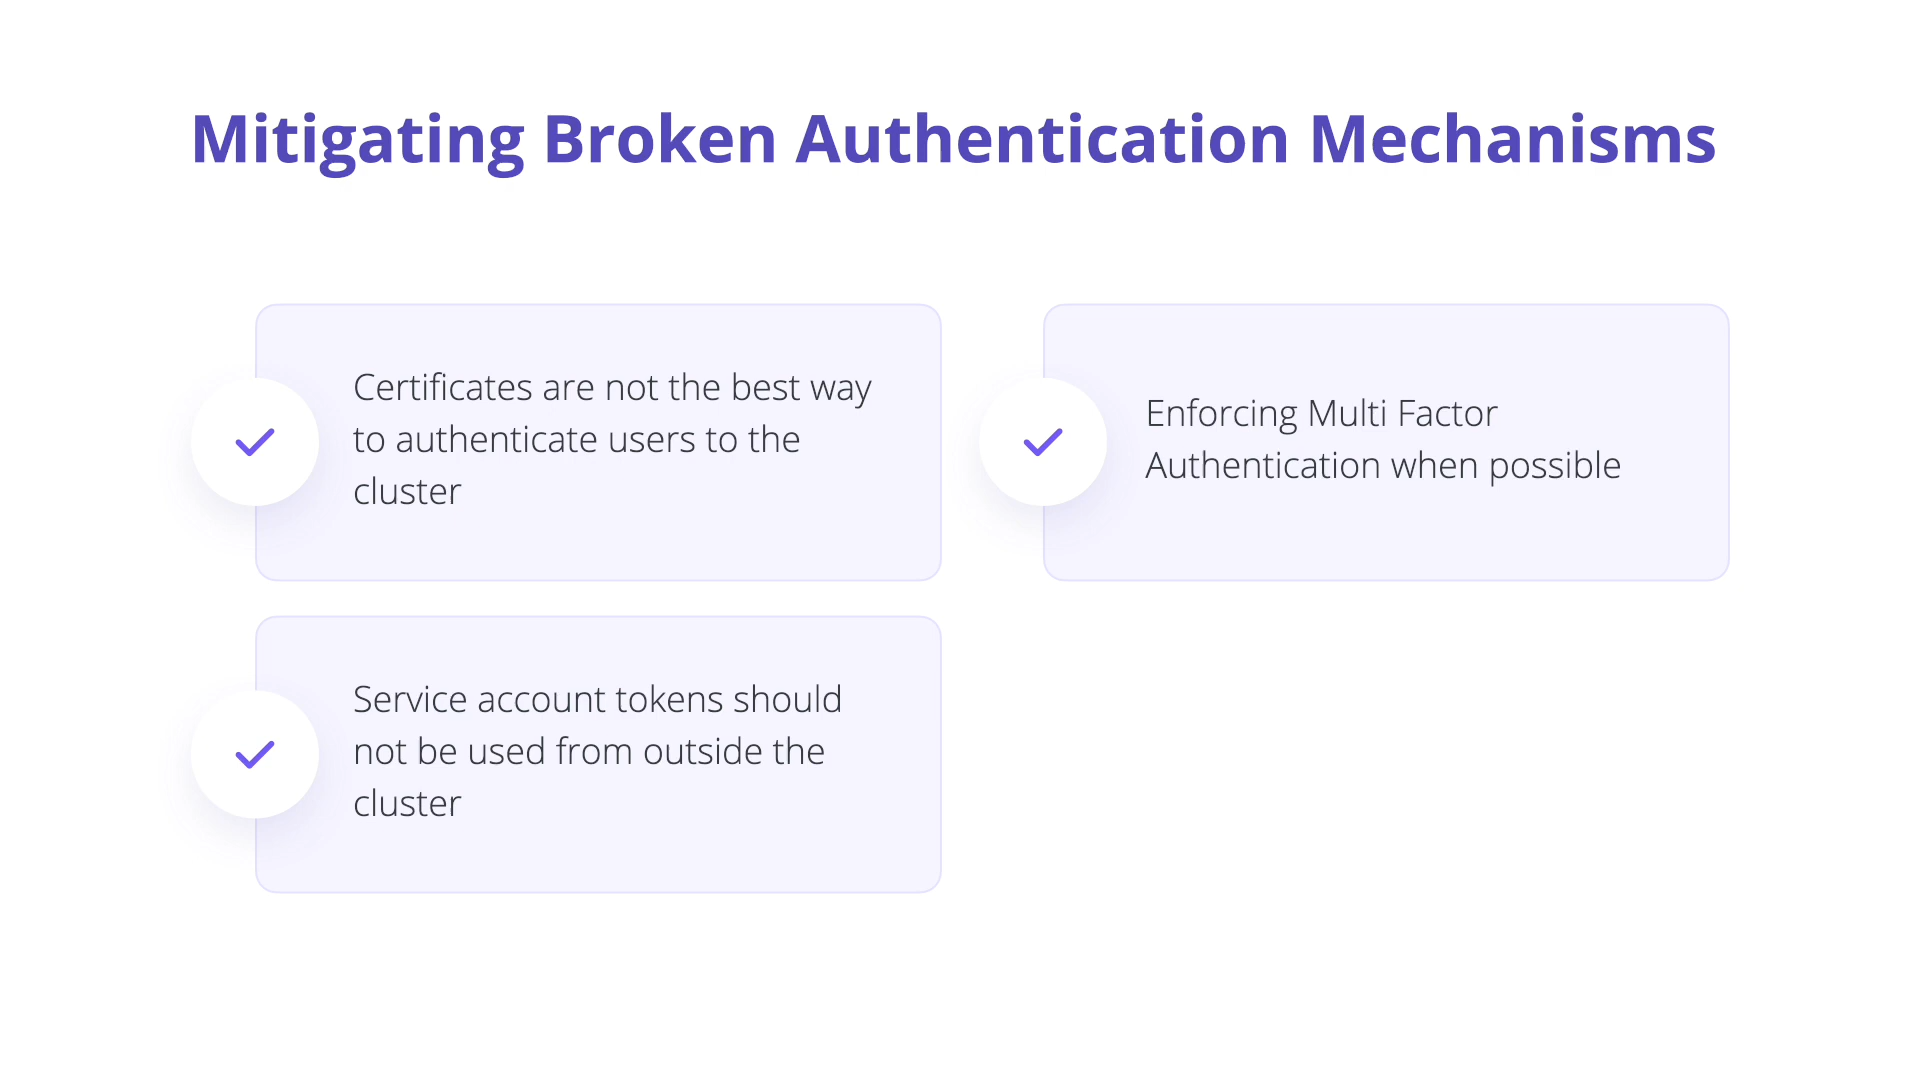 Mitigating Broken Authentication Mechanisms
Certificates are not the best way
to authenticate users to the
cluster
Enforcing Multi Factor
Authentication when possible
Service account tokens should
not be used from outside the
cluster